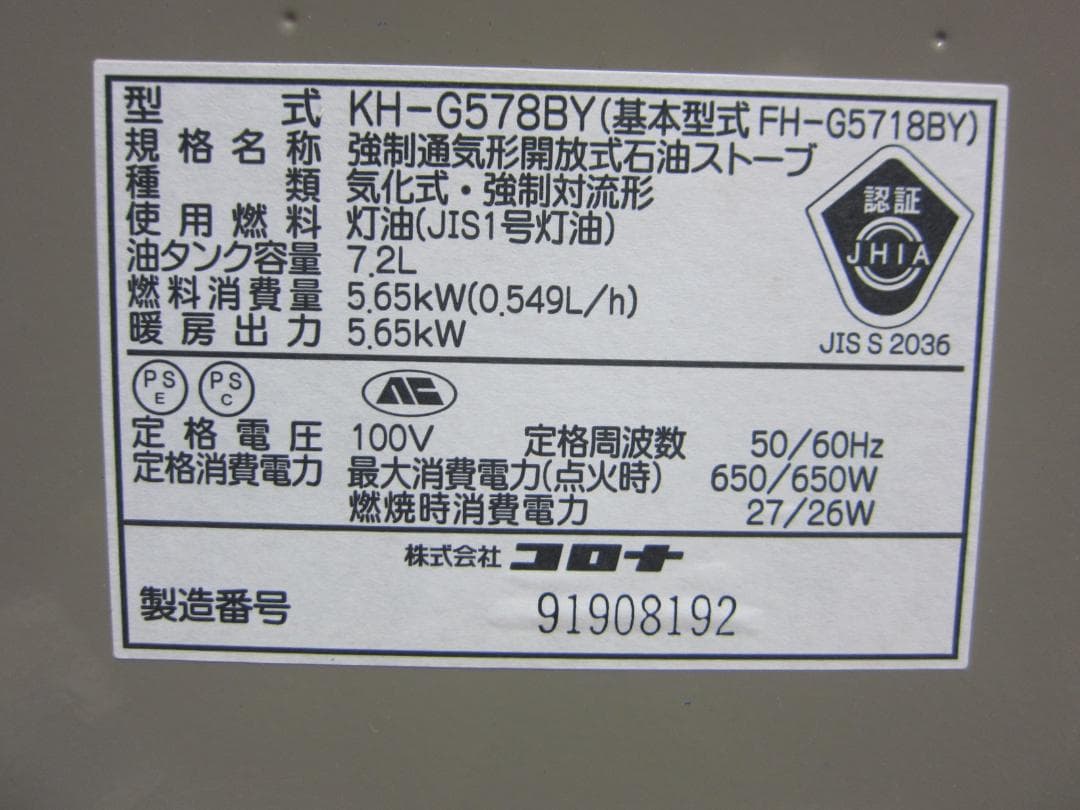 型式 KH-G578BY(基本型式 FH-G5718BY)
規格名称 強制通気形開放式石油ストーブ
種類 気化式・強制対流形
使用燃料 灯油(JIS1号灯油)
油タンク容量 7.2L
燃料消費量 5.65kW(0.549L/h)
暖房出力 5.65kW
認証
JHIA
JIS S 2036
PS E PS C
定格電圧 100V 定格周波数 50/60Hz
定格消費電力 最大消費電力(点火時) 650/650W
燃焼時消費電力 27/26W
株式会社 コロナ
製造番号 91908192